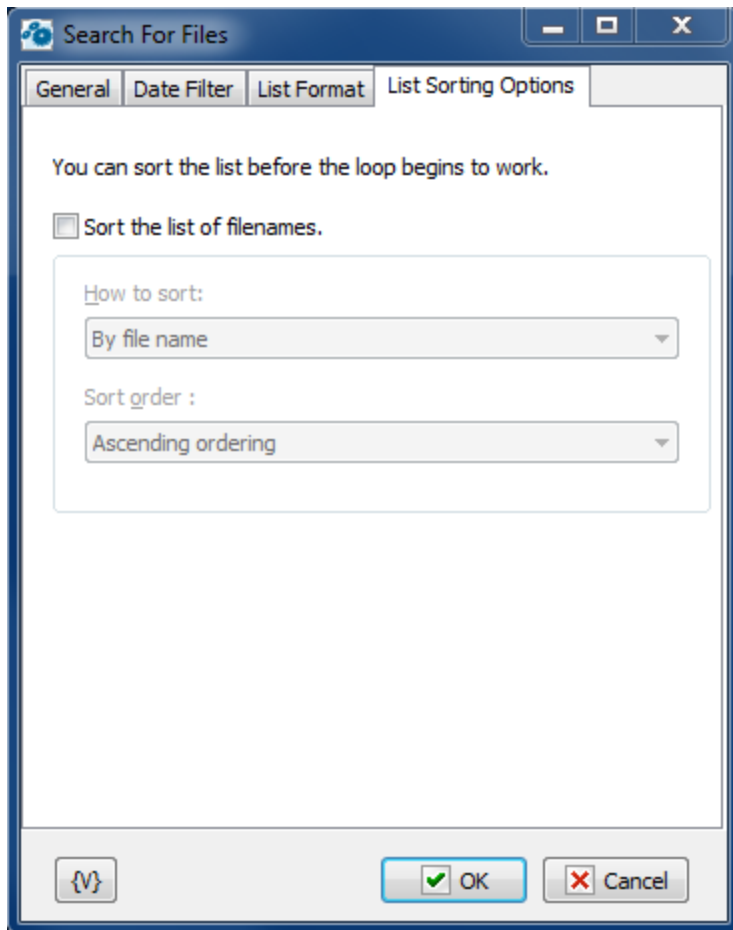 Search For Files
General Date Filter List Format List Sorting Options
You can sort the list before the loop begins to work.
Sort the list of filenames.
How to sort:
By file name
Sort order :
Ascending ordering
{V} OK Cancel